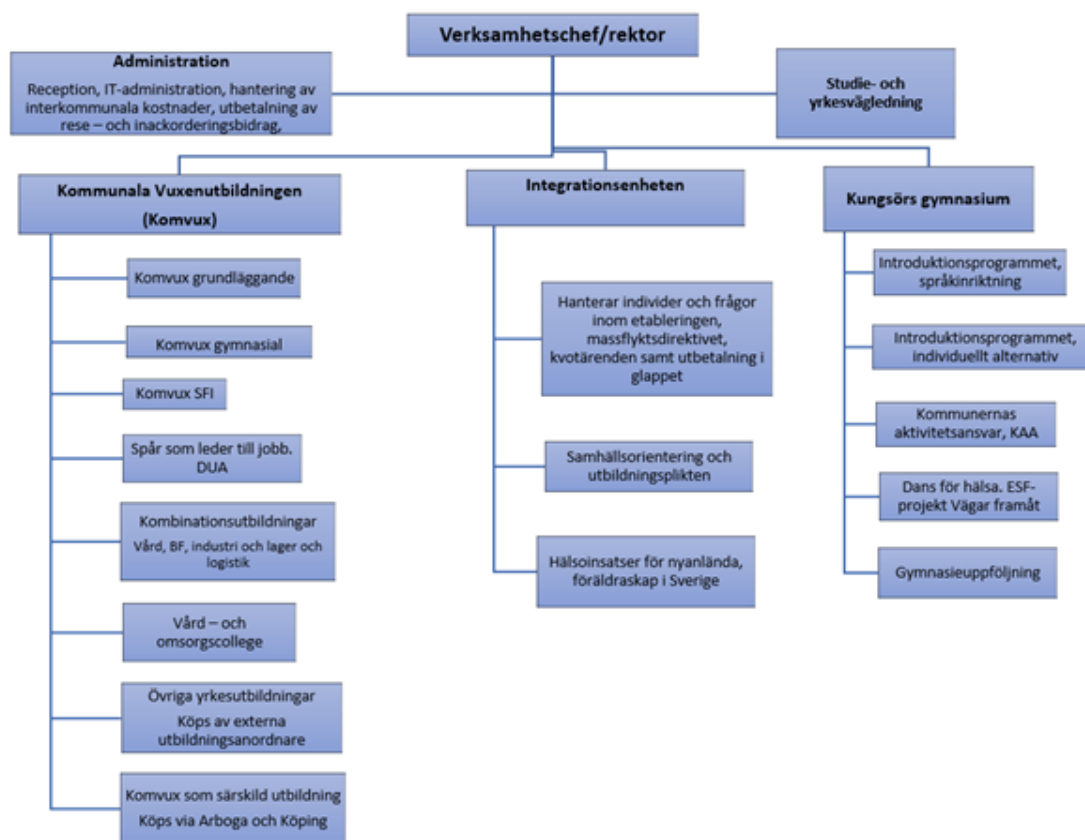 Verksamhetschef/rektor
Administration
Reception, IT-administration, hantering av
interkommunala kostnader, utbetalning av
rese – och inackorderingsbidrag,
Studie- och
yrkesvägledning
Kommunala Vuxenutbildningen
(Komvux)
Komvux grundläggande
Komvux gymnasial
Komvux SFI
Spår som leder till jobb.
DUA
Kombinationsutbildningar
Vård, BF, industri och lager och
logistik
Vård – och
omsorgscollege
Övriga yrkesutbildningar
Köps av externa
utbildningsanordnare
Komvux som särskild utbildning
Köps via Arboga och Köping
Integrationsenheten
Hanterar individer och frågor
inom etableringen,
massflyktsdirektivet,
kvotärenden samt utbetalning i
glappet
Samhällsorientering och
utbildningsplikten
Hälsoinsatser för nyanlända,
föräldraskap i Sverige
Kungsörs gymnasium
Introduktionsprogrammet,
språkinriktning
Introduktionsprogrammet,
individuellt alternativ
Kommunernas
aktivitetsansvar, KAA
Dans för hälsa. ESF-
projekt Vägar framåt
Gymnasieuppföljning